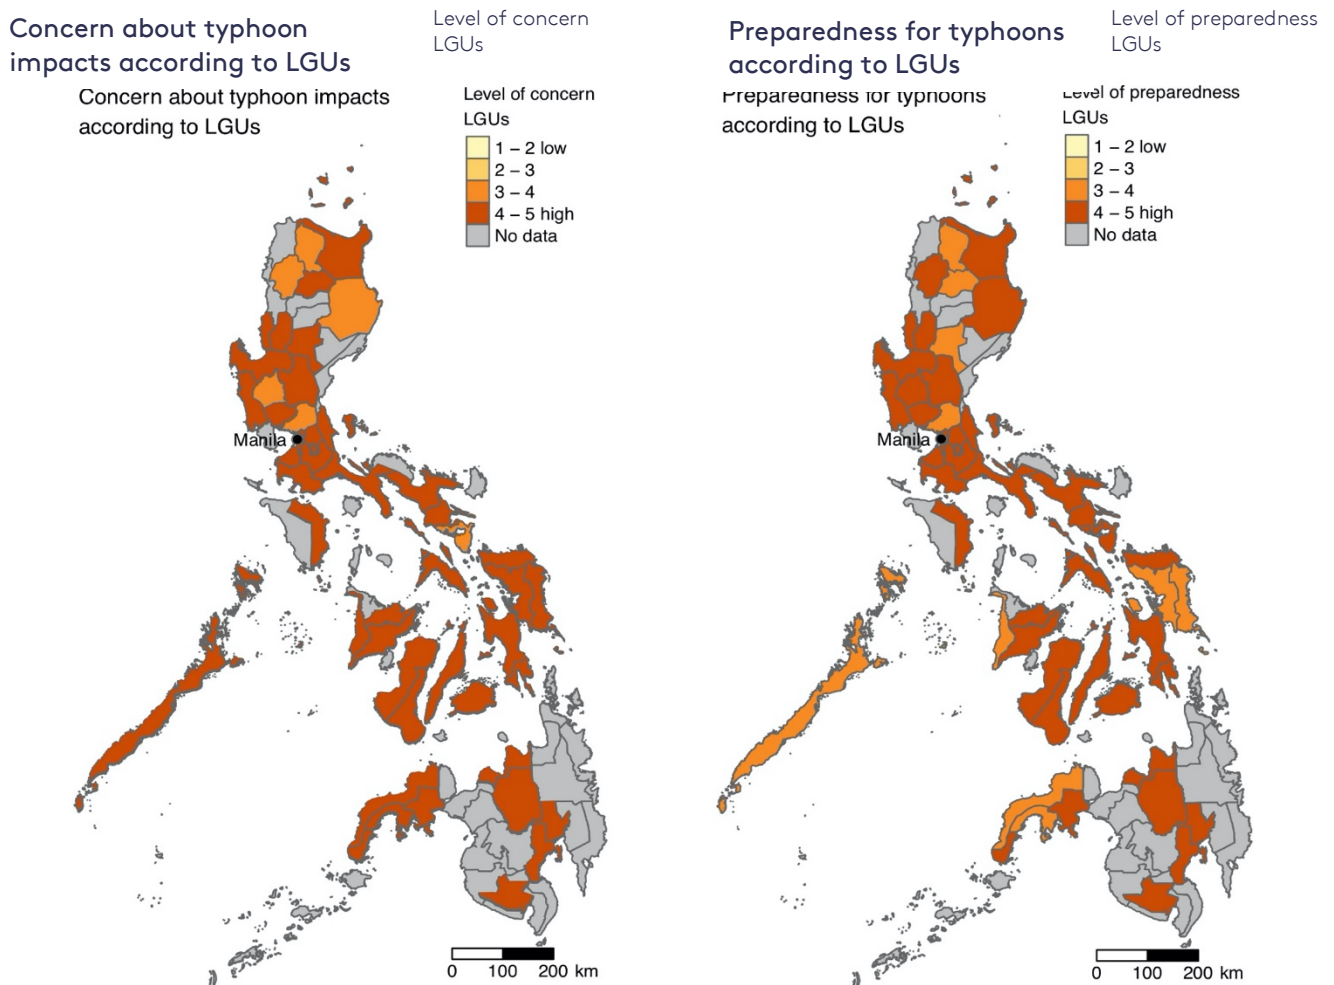 Concern about typhoon
impacts according to LGUs
Level of concern
LGUs
Concern about typhoon impacts
according to LGUs
Level of concern
LGUs
1 – 2 low
2 – 3
3 – 4
4 – 5 high
No data
Manila
0 100 200 km
Preparedness for typhoons
according to LGUs
Level of preparedness
LGUs
Preparedness for typhoons
according to LGUs
Level of preparedness
LGUs
1 – 2 low
2 – 3
3 – 4
4 – 5 high
No data
Manila
0 100 200 km